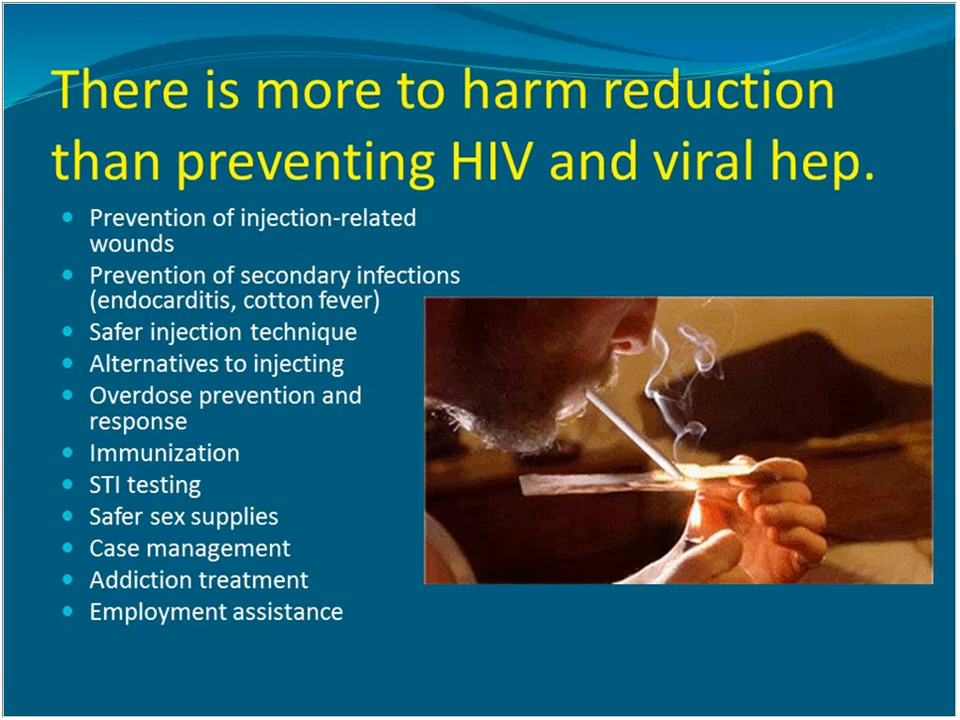 There is more to harm reduction
than preventing HIV and viral hep.
Prevention of injection-related
wounds
Prevention of secondary infections
(endocarditis, cotton fever)
Safer injection technique
Alternatives to injecting
Overdose prevention and
response
Immunization
STI testing
Safer sex supplies
Case management
Addiction treatment
Employment assistance